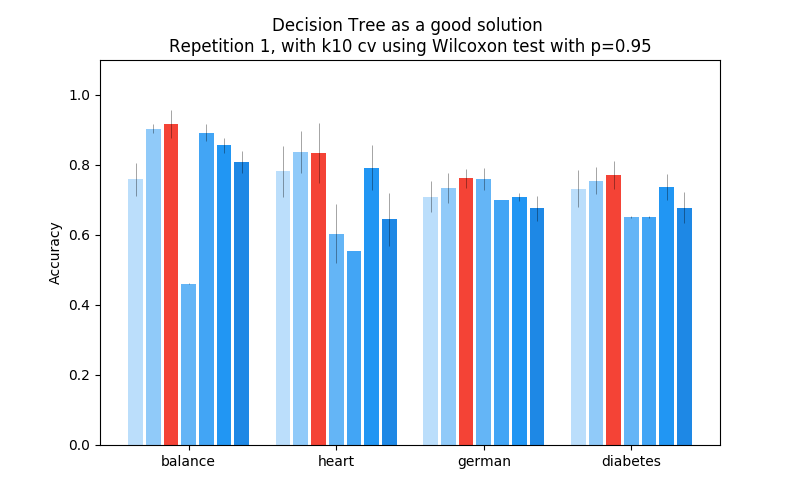 Decision Tree as a good solution
Repetition 1, with k10 cv using Wilcoxon test with p=0.95
1.0
0.8
0.6
0.4
0.2
0.0
Accuracy
balance
heart
german
diabetes